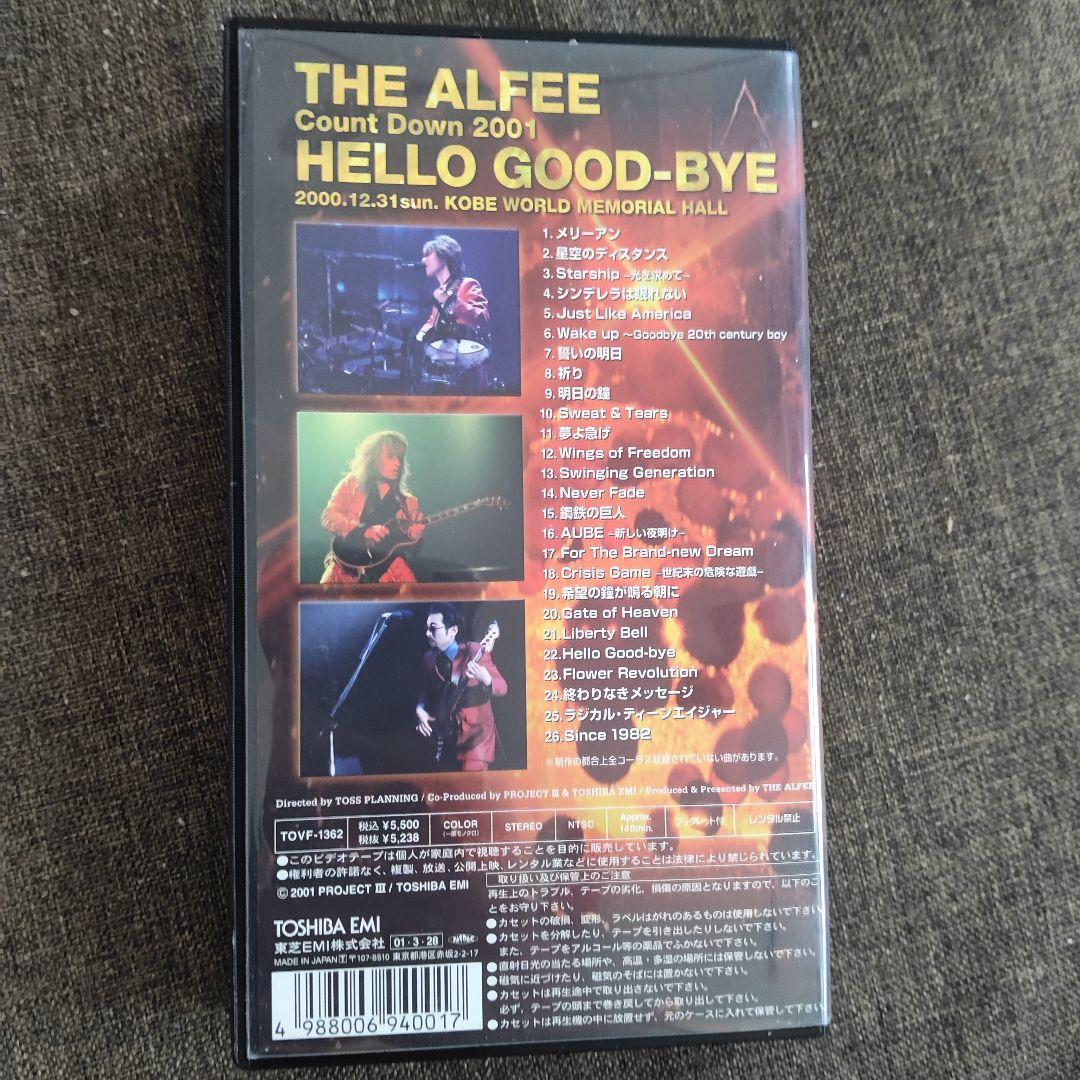 THE ALFEE
Count Down 2001
HELLO GOOD-BYE
2000.12.31sun. KOBE WORLD MEMORIAL HALL
1.メリーアン
2.星空のディスタンス
3.Starship –光を求めて–
4.シンデレラは眠れない
5.Just Like America
6.Wake up ～Goodbye 20th century boy
7.誓いの明日
8.祈り
9.明日の鐘
10.Sweat & Tears
11.夢よ急げ
12.Wings of Freedom
13.Swinging Generation
14.Never Fade
15.鋼鉄の巨人
16.AUBE –新しい夜明け–
17.For The Brand-new Dream
18.Crisis Game –世紀末の危険な遊戯–
19.希望の鐘が鳴る朝に
20.Gate of Heaven
21.Liberty Bell
22.Hello Good-bye
23.Flower Revolution
24.終わりなきメッセージ
25.ラジカル・ティーンエイジャー
26.Since 1982
※制作の都合上全コーラス収録されていない曲があります。
Directed by TOSS PLANNING / Co-Produced by PROJECT III & TOSHIBA EMI / Produced & Presented by THE ALFEE
TOVF-1362 税込 ¥5,500 税抜 ¥5,238 COLOR (一部モノクロ) STEREO NTSC Approx. 140min. ブックレット付 レンタル禁止
●このビデオテープは個人が家庭内で視聴することを目的に販売しています。
●権利者の許諾なく、複製、放送、公開上映、レンタル業などに使用することは法律により禁じられています。
© 2001 PROJECT III / TOSHIBA EMI
TOSHIBA EMI
東芝EMI株式会社 01・3・28
MADE IN JAPAN T 〒107-8510 東京都港区赤坂2-2-17
4 988006 940017
取り扱い及び保管上のご注意
再生上のトラブル、テープの劣化、損傷の原因となりますので、以下のこ
とをお守り下さい。
●カセットの破損、変形、ラベルはがれのあるものは使用しないで下さい
●カセットを分解したり、テープを引き出したりしないで下さい
また、テープをアルコール等の薬品でふかないで下さい。
●直射日光の当たる場所や、高温・多湿の場所には保管しないで下さい。
●磁気に近づけたり、磁気のそばには置かないで下さい。
●カセットは再生途中で取り出さないで下さい。
必ず、テープの頭まで巻き戻してから取り出して下さい。
●カセットは再生機の中に放置せず、元のケースに入れて保管して下さい